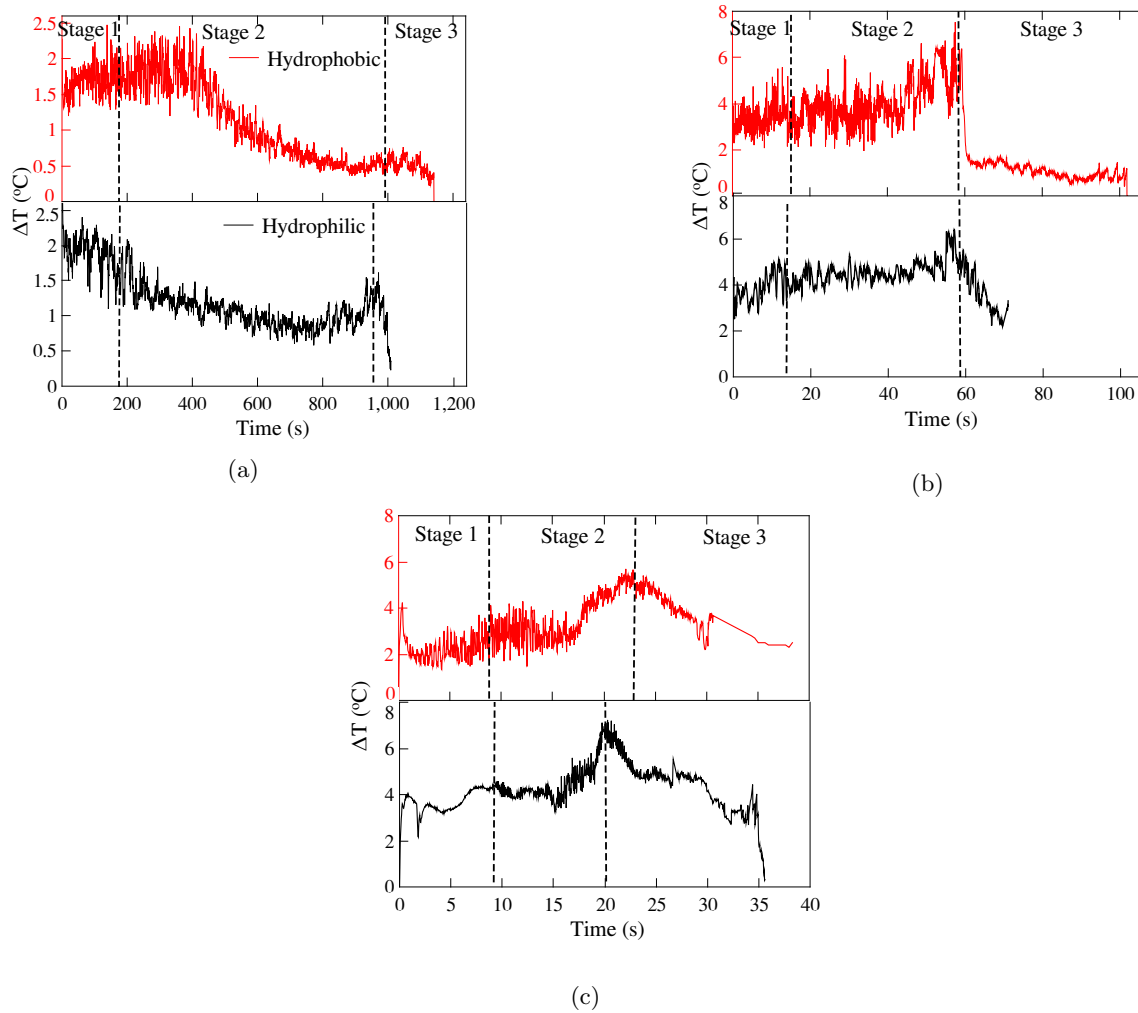 2.5
Stage 1
Stage 2
Stage 3
2
Hydrophobic
1.5
1
0.5
0
ΔT (°C)
2.5
Hydrophilic
2
1.5
1
0.5
0
0 200 400 600 800 1,000 1,200
Time (s)
(a)
8
Stage 1
Stage 2
Stage 3
6
4
2
0
ΔT (°C)
8
6
4
2
0
0 20 40 60 80 100
Time (s)
(b)
8
Stage 1
Stage 2
Stage 3
6
4
2
0
ΔT (°C)
8
6
4
2
0
0 5 10 15 20 25 30 35 40
Time (s)
(c)